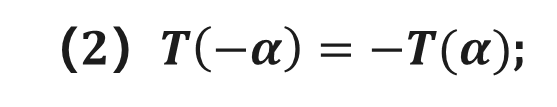 (2) T(−α) = −T(α);